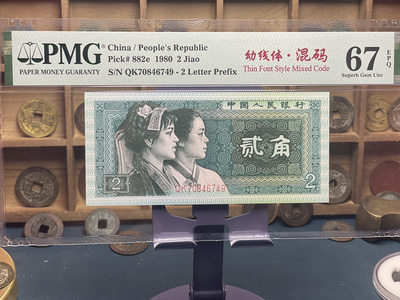 PMG
PAPER MONEY GUARANTY
China / People's Republic
Pick# 882e 1980 2 Jiao
S/N QK70846749 - 2 Letter Prefix
幼线体·混码
Thin Font Style Mixed Code
67
Superb Gem Unc
EPQ
中国人民银行
贰角
QK70846749
2
2